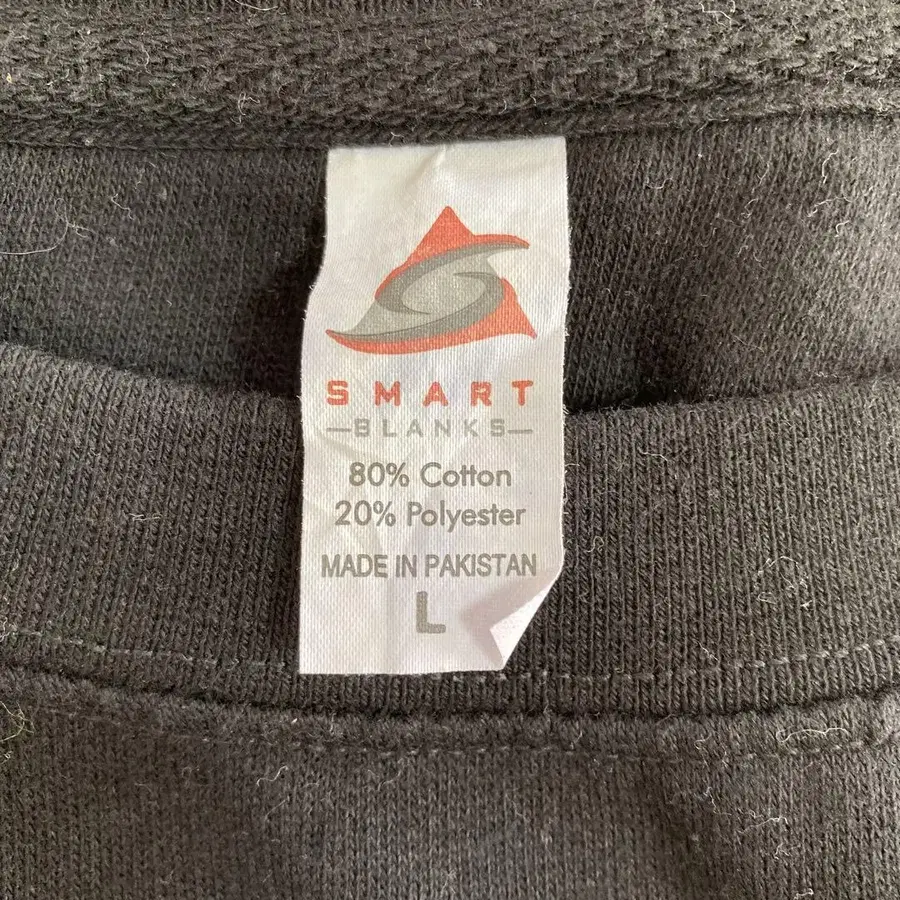 SMART
—BLANKS—
80% Cotton
20% Polyester
MADE IN PAKISTAN
L